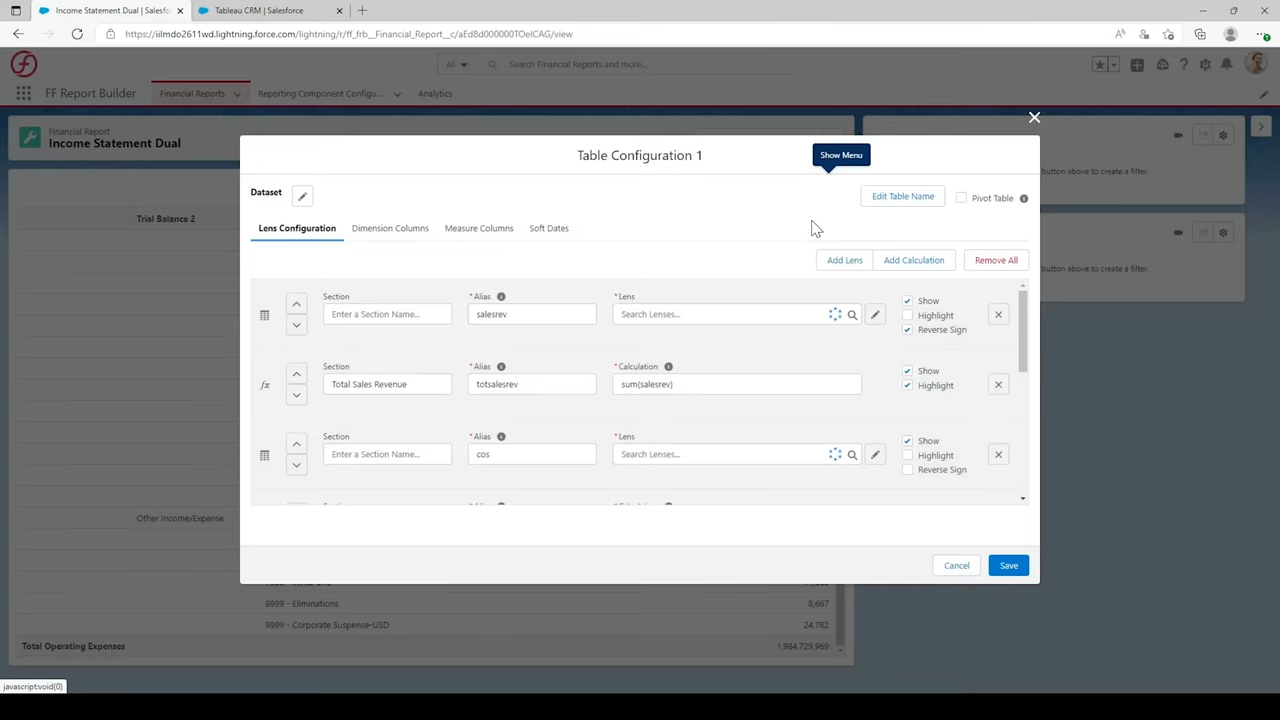 Income Statement Dual | Salesfo
Tableau CRM | Salesforce
https://iilmdo2611wd.lightning.force.com/lightning/r/ff_frb__Financial_Report__c/aEd8d000000TOelCAG/view
All
Search Financial Reports and more...
FF Report Builder
Financial Reports
Reporting Component Configu...
Analytics
Financial Report
Income Statement Dual
Table Configuration 1
Show Menu
Dataset
Edit Table Name
Pivot Table
button above to create a filter.
Trial Balance 2
Lens Configuration
Dimension Columns
Measure Columns
Soft Dates
Add Lens
Add Calculation
Remove All
button above to create a filter.
Section
* Alias
* Lens
Show
Enter a Section Name...
salesrev
Search Lenses...
Highlight
Reverse Sign
Section
* Alias
* Calculation
Show
Total Sales Revenue
totsalesrev
sum(salesrev)
Highlight
fx
Section
* Alias
* Lens
Show
Enter a Section Name...
cos
Search Lenses...
Highlight
Reverse Sign
Other Income/Expense
Cancel
Save
8999 - Eliminations
8,667
9999 - Corporate Suspense-USD
24,782
Total Operating Expenses
1,984,729,969
javascript:void(0)